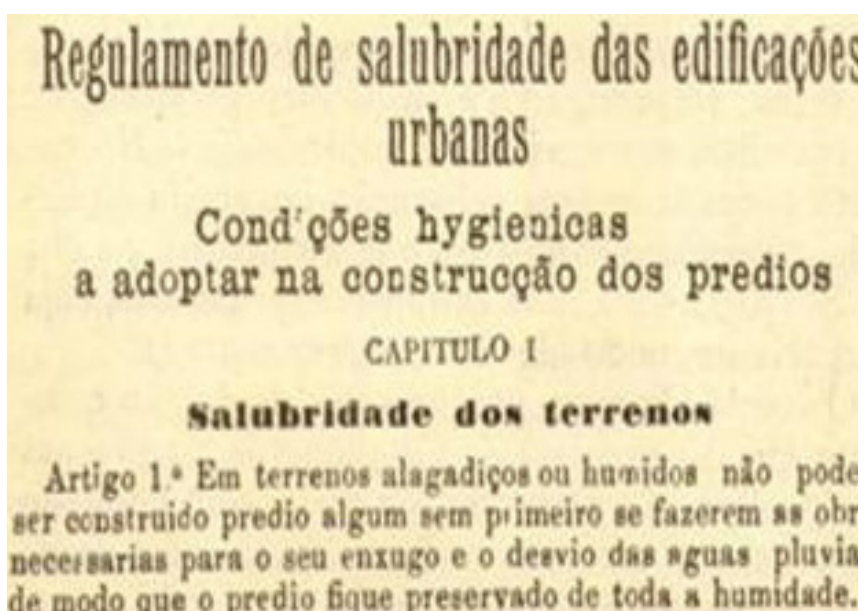 Regulamento de salubridade das edificações
urbanas
Cond'ções hygienicas
a adoptar na construcção dos predios
CAPITULO I
Salubridade dos terrenos
Artigo 1.º Em terrenos alagadiços ou humidos não pode
ser construido predio algum sem primeiro se fazerem as obr
necessarias para o seu enxugo e o desvio das aguas pluvia
de modo que o predio fique preservado de toda a humidade.